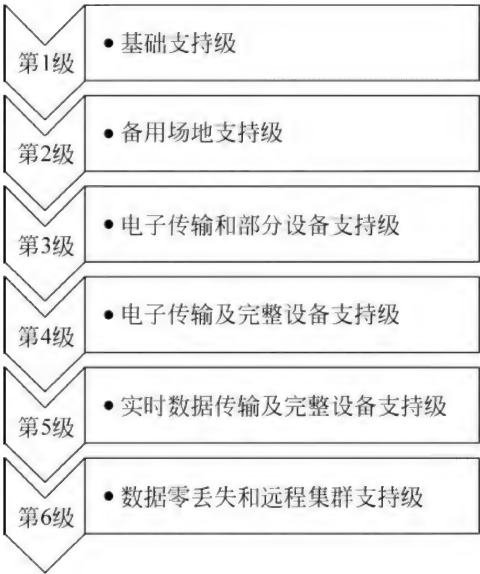 第1级
• 基础支持级
第2级
• 备用场地支持级
第3级
• 电子传输和部分设备支持级
第4级
• 电子传输及完整设备支持级
第5级
• 实时数据传输及完整设备支持级
第6级
• 数据零丢失和远程集群支持级